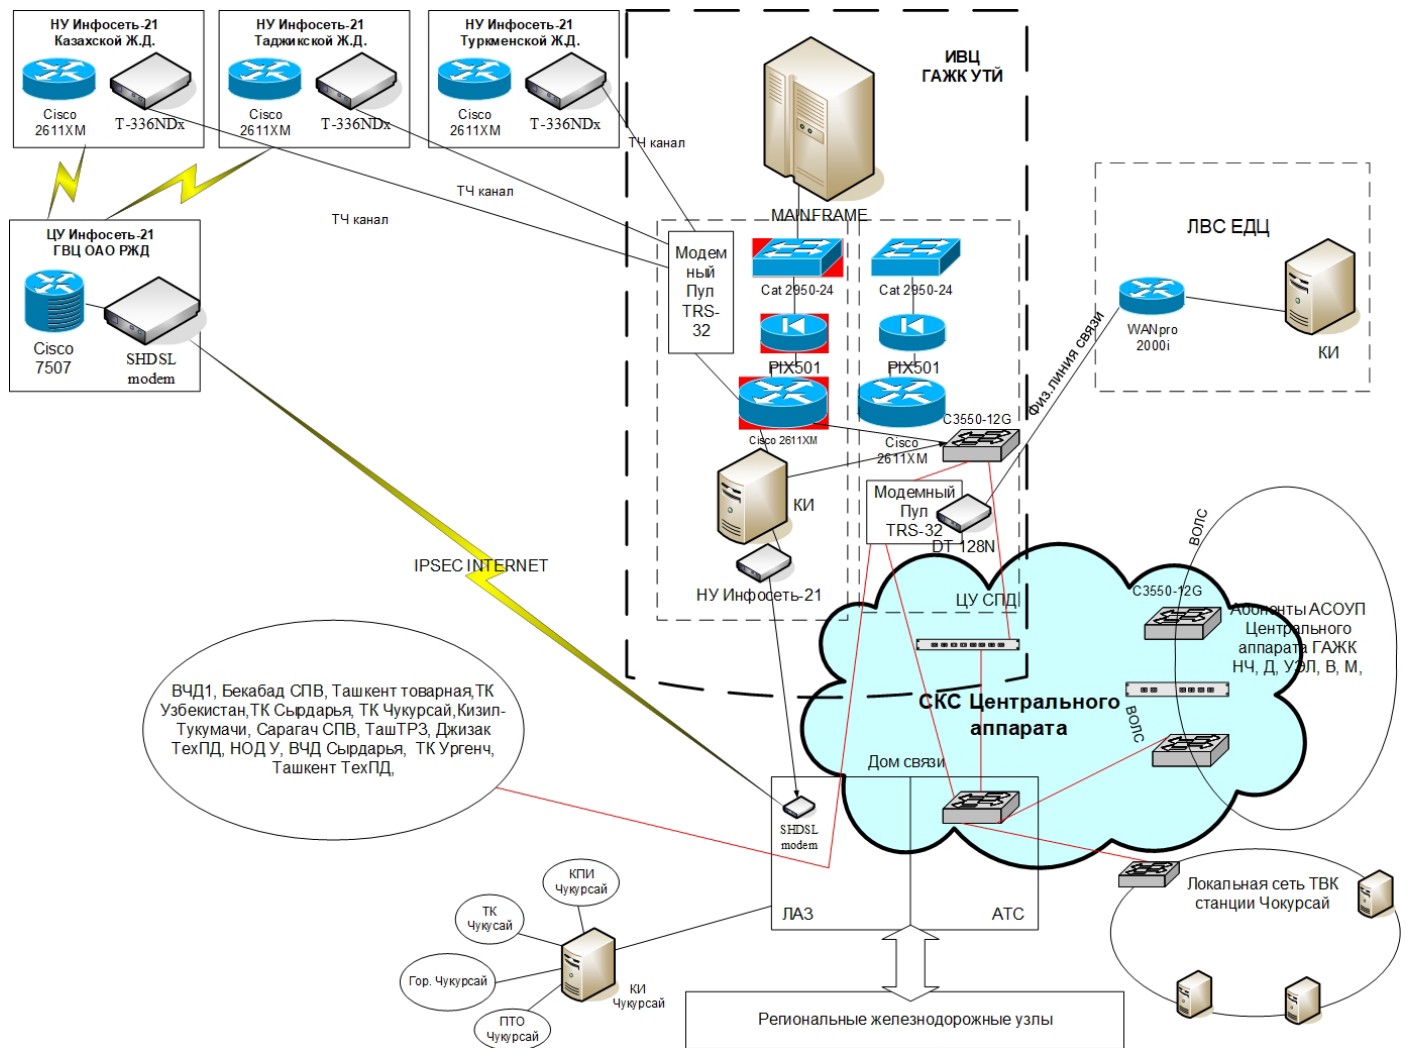 НУ Инфосеть-21
Казахской Ж.Д.
Cisco
2611XM
T-336NDx
НУ Инфосеть-21
Таджикской Ж.Д.
Cisco
2611XM
T-336NDx
НУ Инфосеть-21
Туркменской Ж.Д.
Cisco
2611XM
T-336NDx
ТЧ канал
ТЧ канал
ТЧ канал
ИВЦ
ГАЖК УТЙ
MAINFRAME
ЦУ Инфосеть-21
ГВЦ ОАО РЖД
Cisco
7507
SHDSL
modem
Модем
ный
Пул
TRS-
32
Cat 2950-24
Cat 2950-24
PIX501
PIX501
Cisco 2611XM
Cisco
2611XM
C3550-12G
КИ
Модемный
Пул
TRS-32
DT 128N
НУ Инфосеть-21
ЦУ СПД
Физ.линия связи
ЛВС ЕДЦ
WANpro
2000i
КИ
IPSEC INTERNET
ВОЛС
C3550-12G
Абоненты АСОУП
Центрального
аппарата ГАЖК
НЧ, Д, УЭЛ, В, М,
ВОЛС
СКС Центрального
аппарата
Дом связи
ВЧД1, Бекабад СПВ, Ташкент товарная,ТК
Узбекистан,ТК Сырдарья, ТК Чукурсай,Кизил-
Тукумачи, Сарагач СПВ, ТашТРЗ, Джизак
ТехПД, НОД У, ВЧД Сырдарья, ТК Ургенч,
Ташкент ТехПД,
SHDSL
modem
ЛАЗ
АТС
КПИ
Чукурсай
ТК
Чукусай
Гор. Чукурсай
ПТО
Чукурсай
КИ
Чукурсай
Локальная сеть ТВК
станции Чокурсай
Региональные железнодорожные узлы